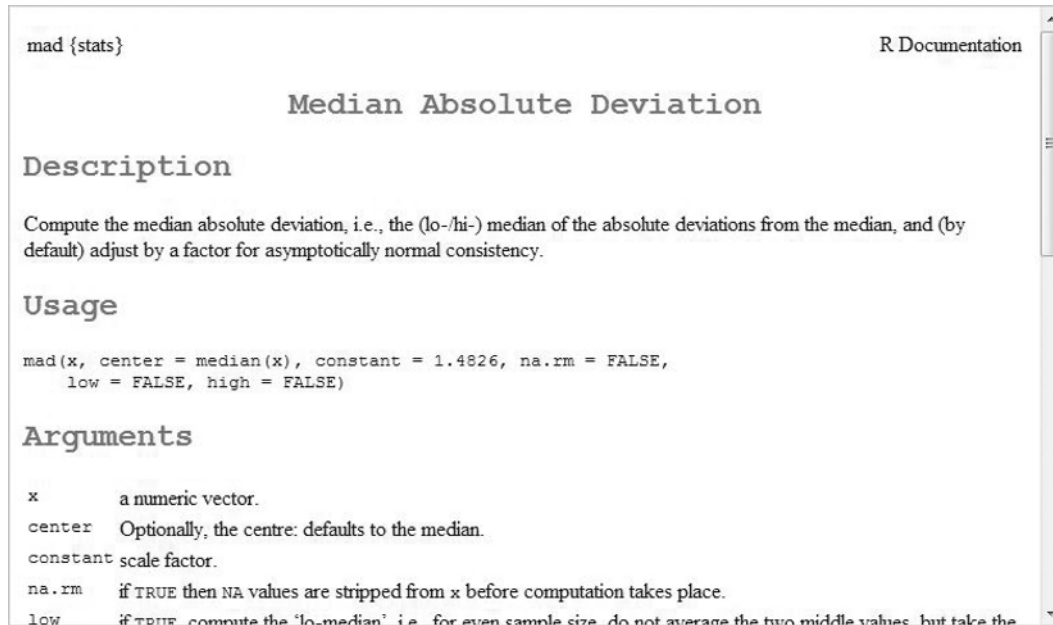 mad {stats} R Documentation
Median Absolute Deviation
Description
Compute the median absolute deviation, i.e., the (lo-/hi-) median of the absolute deviations from the median, and (by
default) adjust by a factor for asymptotically normal consistency.
Usage
mad(x, center = median(x), constant = 1.4826, na.rm = FALSE,
    low = FALSE, high = FALSE)
Arguments
x a numeric vector.
center Optionally, the centre: defaults to the median.
constant scale factor.
na.rm if TRUE then NA values are stripped from x before computation takes place.
low if TRUE, compute the ‘lo-median’, i.e., for even sample size, do not average the two middle values, but take the